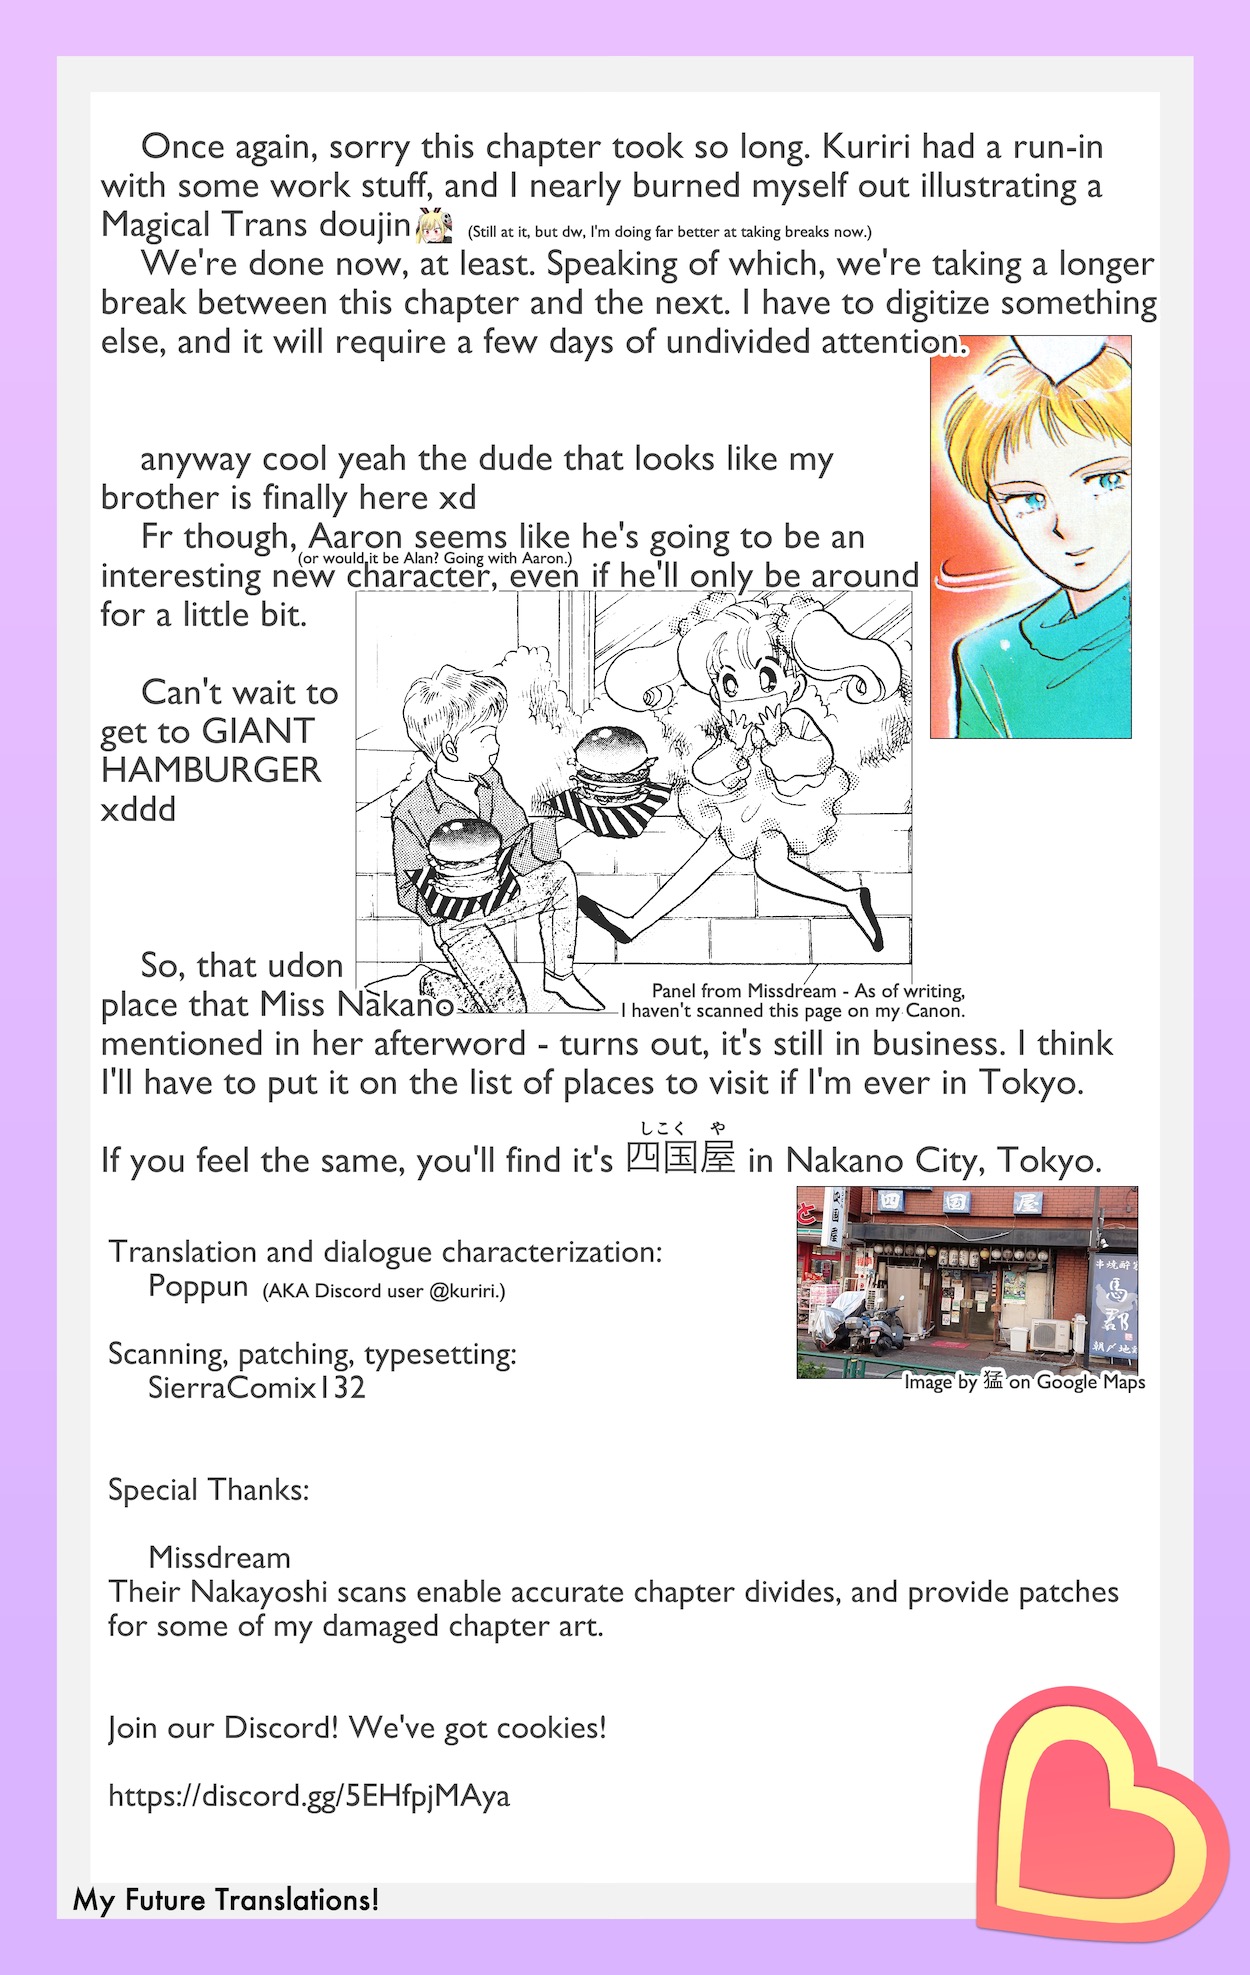 Once again, sorry this chapter took so long. Kuriri had a run-in
with some work stuff, and I nearly burned myself out illustrating a
Magical Trans doujin (Still at it, but dw, I'm doing far better at taking breaks now.)
We're done now, at least. Speaking of which, we're taking a longer
break between this chapter and the next. I have to digitize something
else, and it will require a few days of undivided attention.
anyway cool yeah the dude that looks like my
brother is finally here xd
Fr though, Aaron seems like he's going to be an
(or would it be Alan? Going with Aaron.)
interesting new character, even if he'll only be around
for a little bit.
Can't wait to
get to GIANT
HAMBURGER
xddd
Panel from Missdream - As of writing,
I haven't scanned this page on my Canon.
So, that udon
place that Miss Nakano
mentioned in her afterword - turns out, it's still in business. I think
I'll have to put it on the list of places to visit if I'm ever in Tokyo.
しこく や
If you feel the same, you'll find it's 四国屋 in Nakano City, Tokyo.
四国屋
と
四国屋
串焼酎
馬郡
Image by 猛 on Google Maps
Translation and dialogue characterization:
Poppun (AKA Discord user @kuriri.)
Scanning, patching, typesetting:
SierraComix132
Special Thanks:
Missdream
Their Nakayoshi scans enable accurate chapter divides, and provide patches
for some of my damaged chapter art.
Join our Discord! We've got cookies!
https://discord.gg/5EHfpjMAya
My Future Translations!